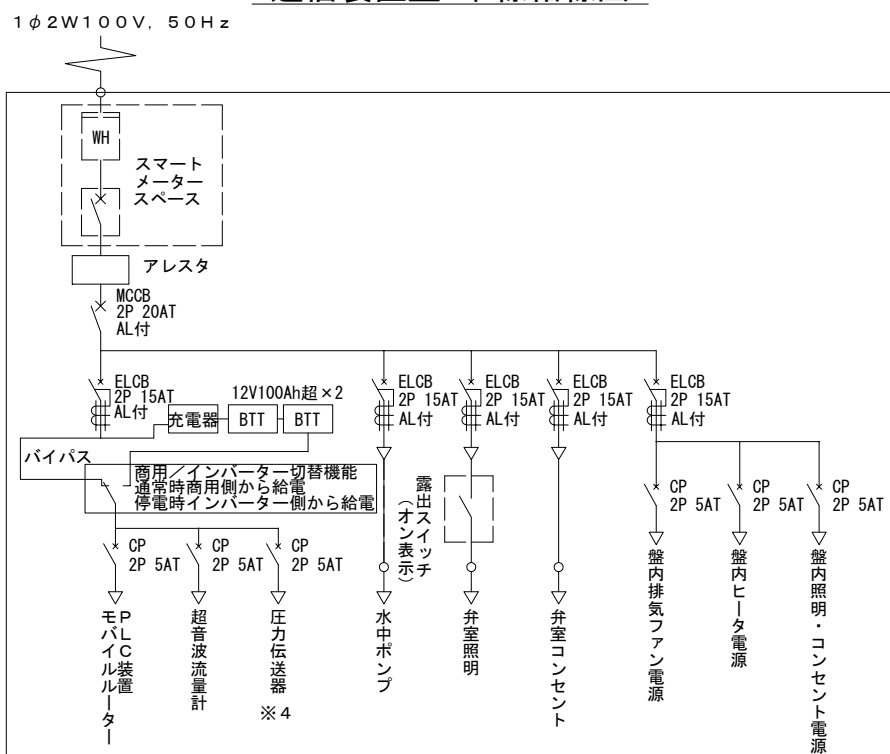 1φ2W100V, 50Hz
WH
スマート
メーター
スペース
アレスタ
MCCB
2P 20AT
AL付
ELCB
2P 15AT
AL付
充電器
12V100Ah超×2
BTT
BTT
ELCB
2P 15AT
AL付
ELCB
2P 15AT
AL付
ELCB
2P 15AT
AL付
ELCB
2P 15AT
AL付
バイパス
商用／インバーター切替機能
通常時商用側から給電
停電時インバーター側から給電
露出スイッチ
(オン表示)
CP
2P 5AT
CP
2P 5AT
CP
2P 5AT
CP
2P 5AT
CP
2P 5AT
CP
2P 5AT
PLC装置
モバイルルーター
超音波流量計
圧力伝送器
※4
水中ポンプ
弁室照明
弁室コンセント
盤内排気ファン電源
盤内ヒータ電源
盤内照明・コンセント電源